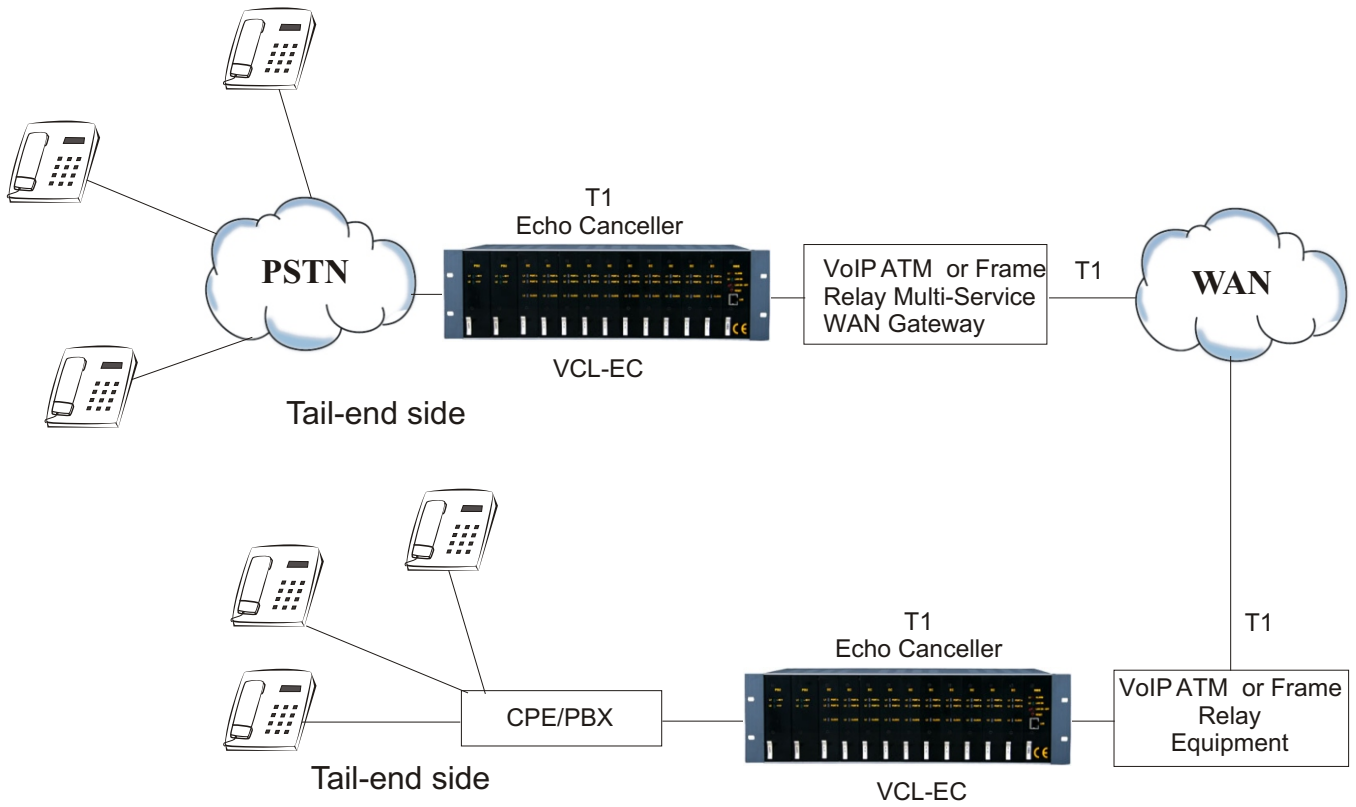 T1
Echo Canceller
PSTN
VoIP ATM or Frame
Relay Multi-Service
WAN Gateway
T1
WAN
VCL-EC
Tail-end side
T1
Echo Canceller
T1
CPE/PBX
VoIP ATM or Frame
Relay
Equipment
Tail-end side
VCL-EC